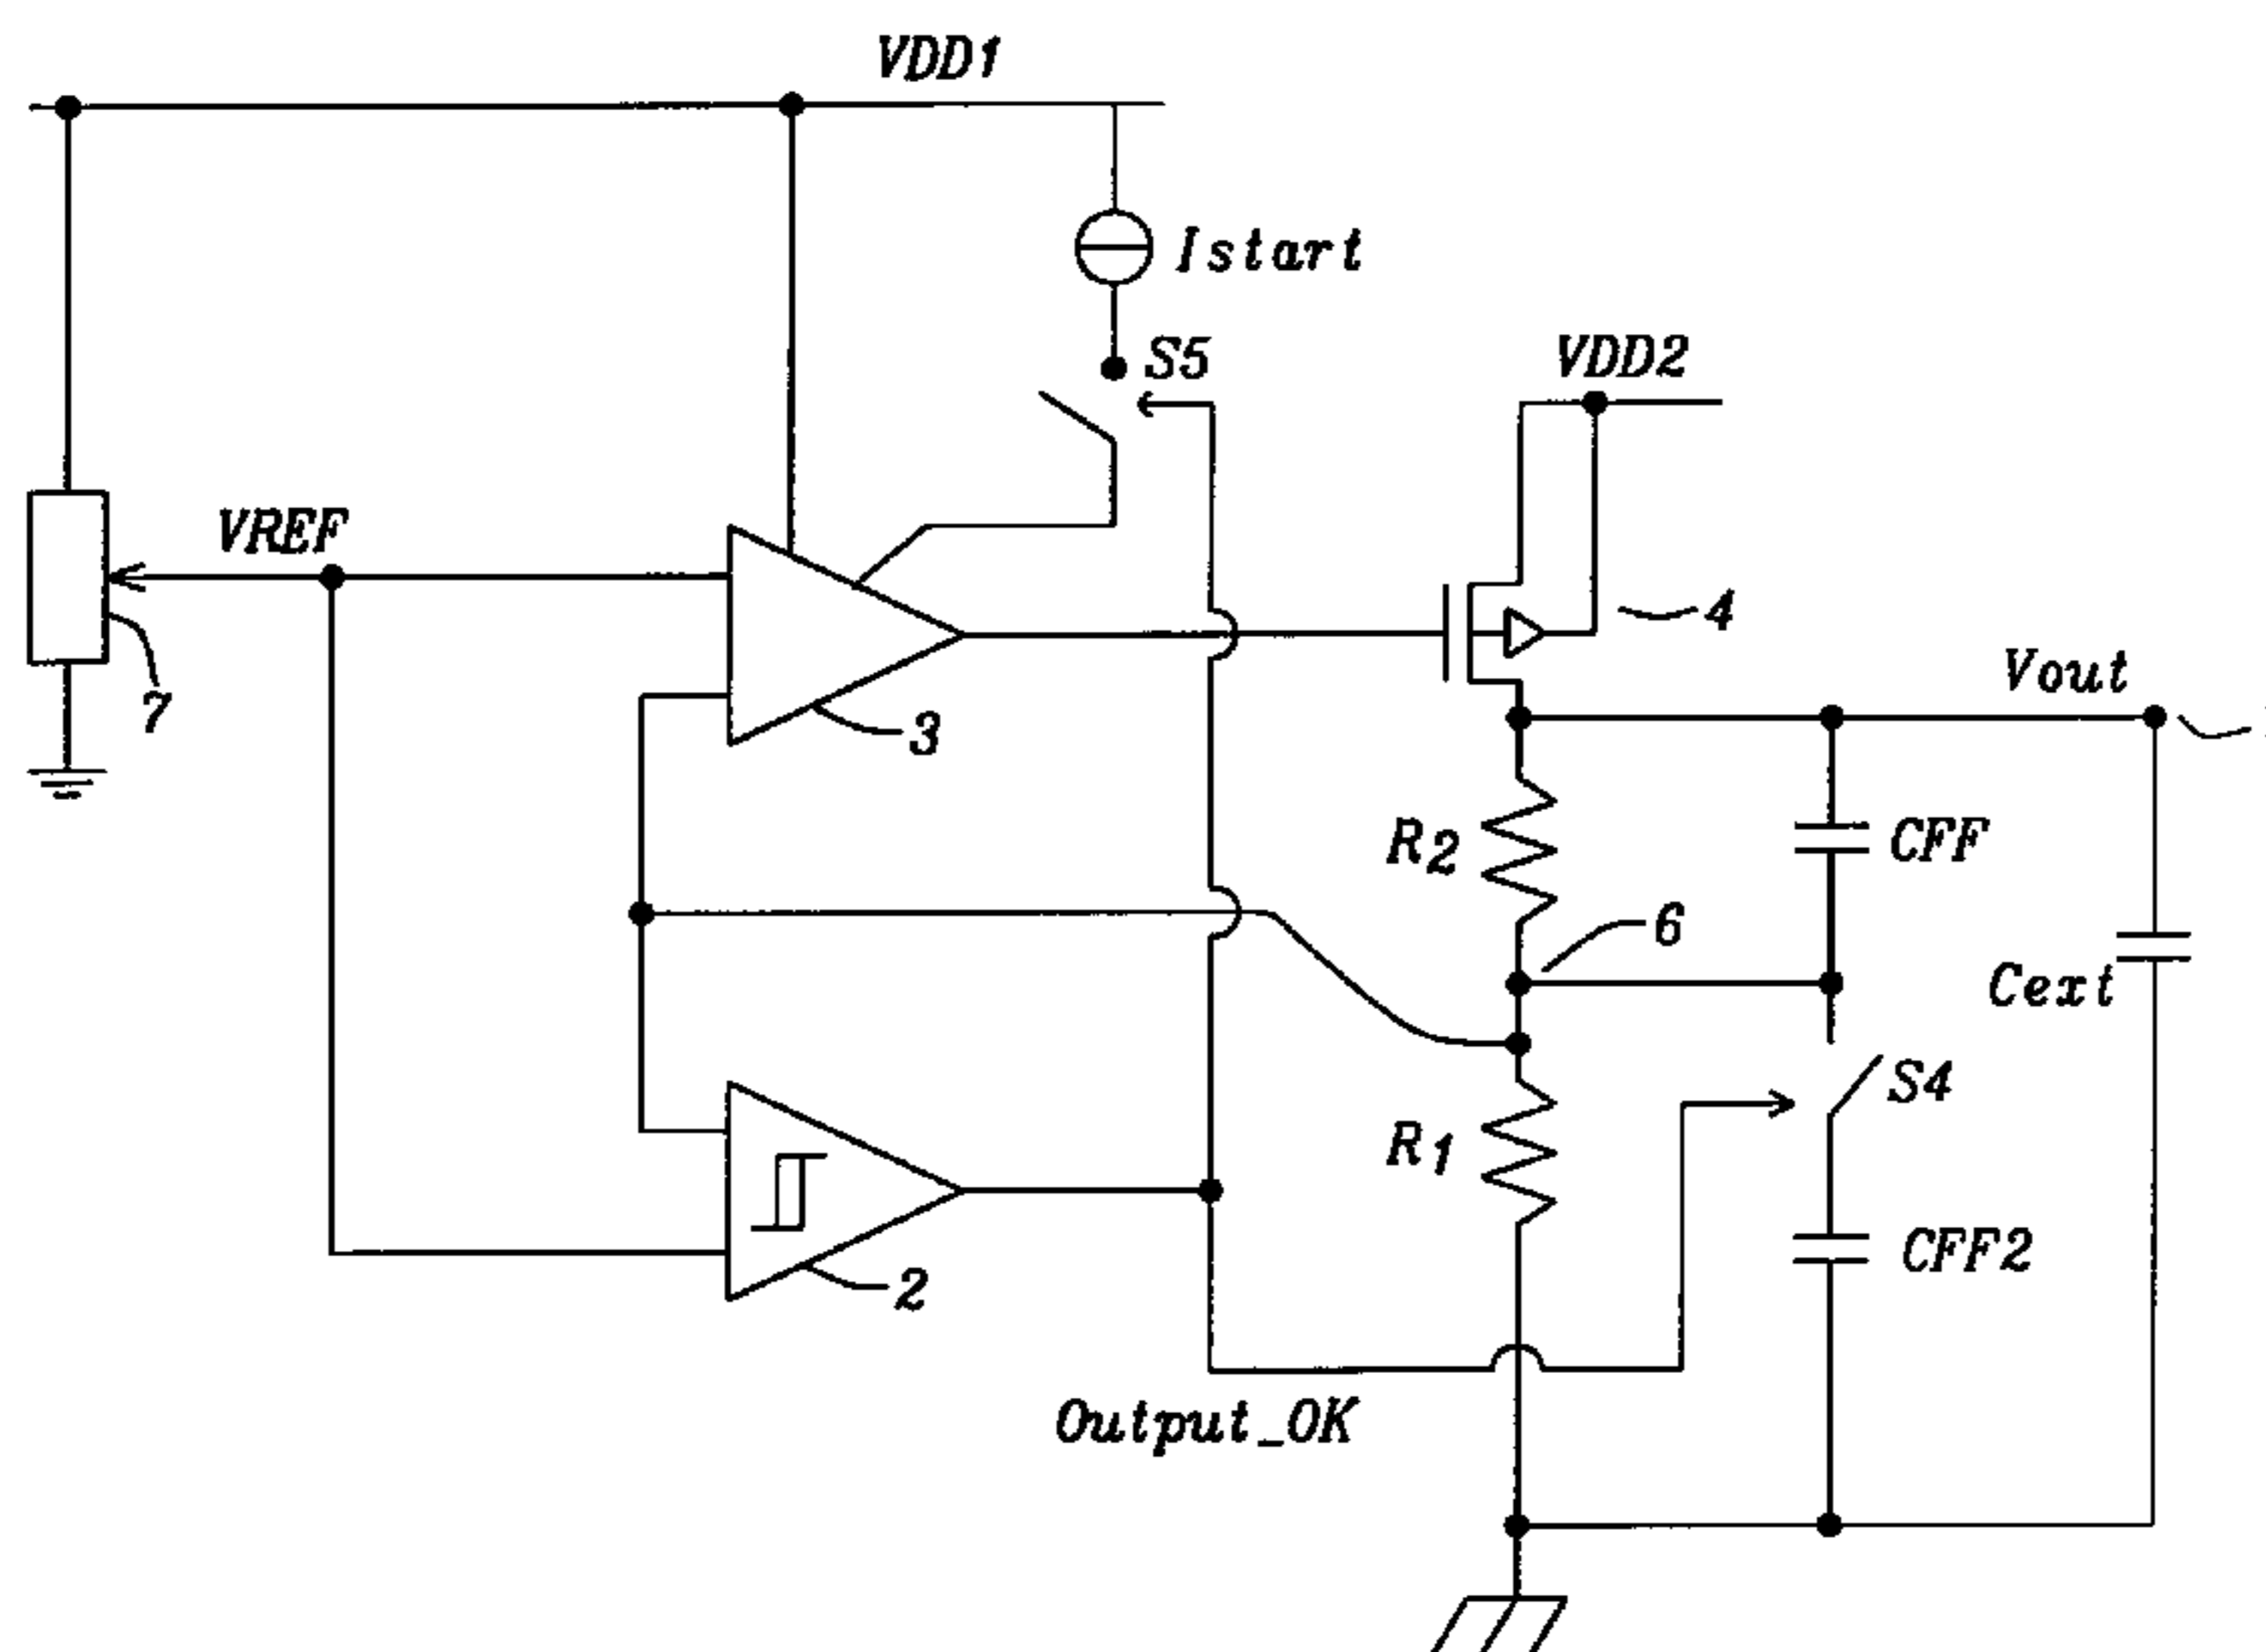 VDD1
Istart
S5
VDD2
VREF
4
Vout
7
3
R2
CFF
6
Cext
S4
R1
CFF2
2
Output_OK